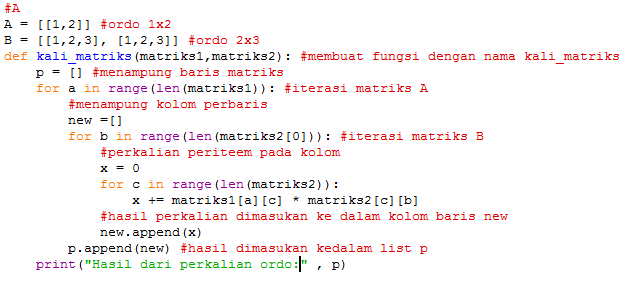 #A
A = [[1,2]] #ordo 1x2
B = [[1,2,3], [1,2,3]] #ordo 2x3
def kali_matriks(matriks1,matriks2): #membuat fungsi dengan nama kali_matriks
    p = [] #menampung baris matriks
    for a in range(len(matriks1)): #iterasi matriks A
        #menampung kolom perbaris
        new =[]
        for b in range(len(matriks2[0])): #iterasi matriks B
            #perkalian periteem pada kolom
            x = 0
            for c in range(len(matriks2)):
                x += matriks1[a][c] * matriks2[c][b]
            #hasil perkalian dimasukan ke dalam kolom baris new
            new.append(x)
        p.append(new) #hasil dimasukan kedalam list p
    print("Hasil dari perkalian ordo:" , p)